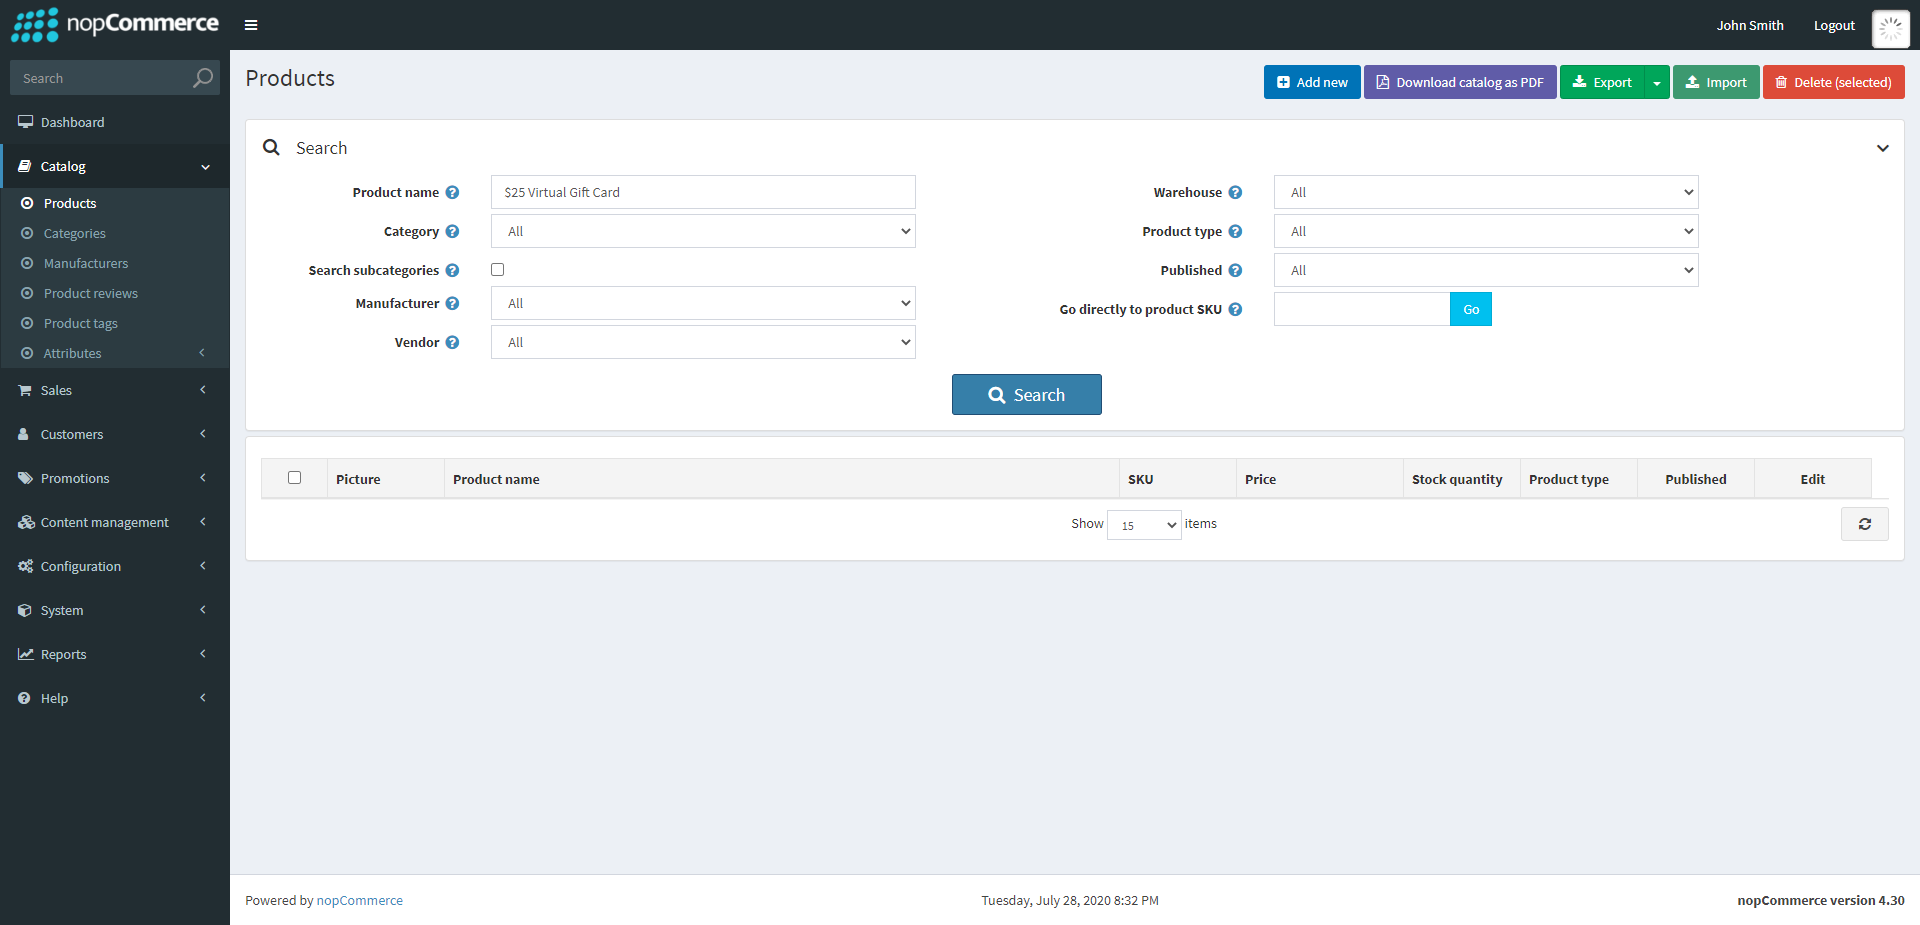 nopCommerce
John Smith
Logout
Search
Dashboard
Catalog
Products
Categories
Manufacturers
Product reviews
Product tags
Attributes
Sales
Customers
Promotions
Content management
Configuration
System
Reports
Help
Products
Add new
Download catalog as PDF
Export
Import
Delete (selected)
Search
Product name
$25 Virtual Gift Card
Category
All
Search subcategories
Manufacturer
All
Vendor
All
Warehouse
All
Product type
All
Published
All
Go directly to product SKU
Go
Search
Picture Product name SKU Price Stock quantity Product type Published Edit
Show 15 items
Powered by nopCommerce
Tuesday, July 28, 2020 8:32 PM
nopCommerce version 4.30